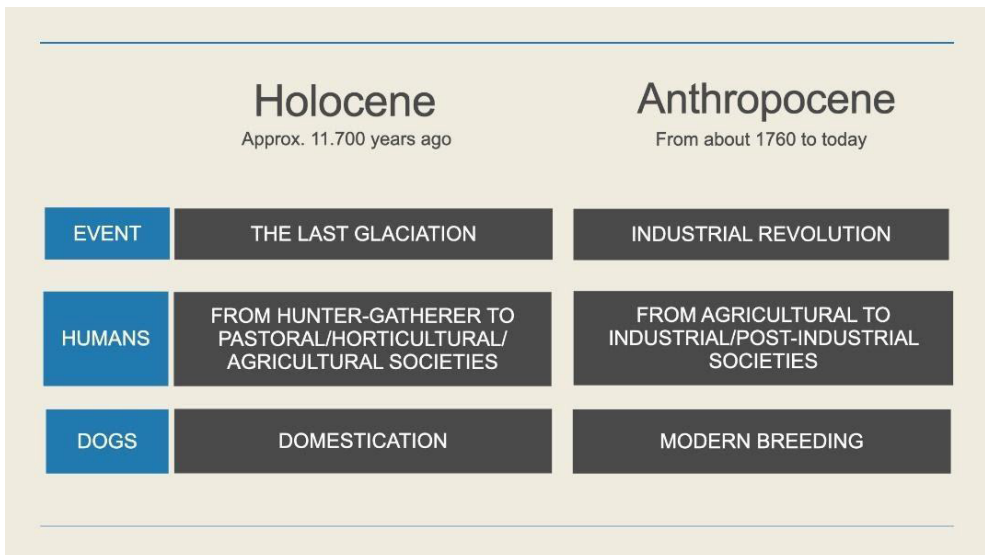 Holocene
Approx. 11.700 years ago
Anthropocene
From about 1760 to today
EVENT
THE LAST GLACIATION
INDUSTRIAL REVOLUTION
HUMANS
FROM HUNTER-GATHERER TO
PASTORAL/HORTICULTURAL/
AGRICULTURAL SOCIETIES
FROM AGRICULTURAL TO
INDUSTRIAL/POST-INDUSTRIAL
SOCIETIES
DOGS
DOMESTICATION
MODERN BREEDING